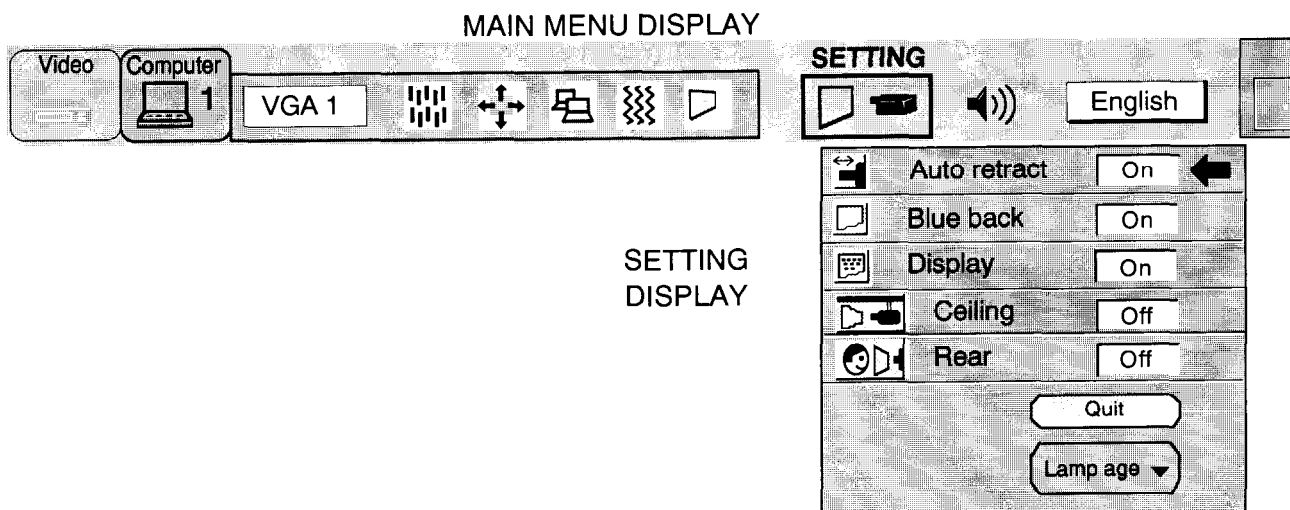 MAIN MENU DISPLAY
Video
Computer
1
VGA 1
SETTING
English
Auto retract On
Blue back On
SETTING
DISPLAY
Display On
Ceiling Off
Rear Off
Quit
Lamp age